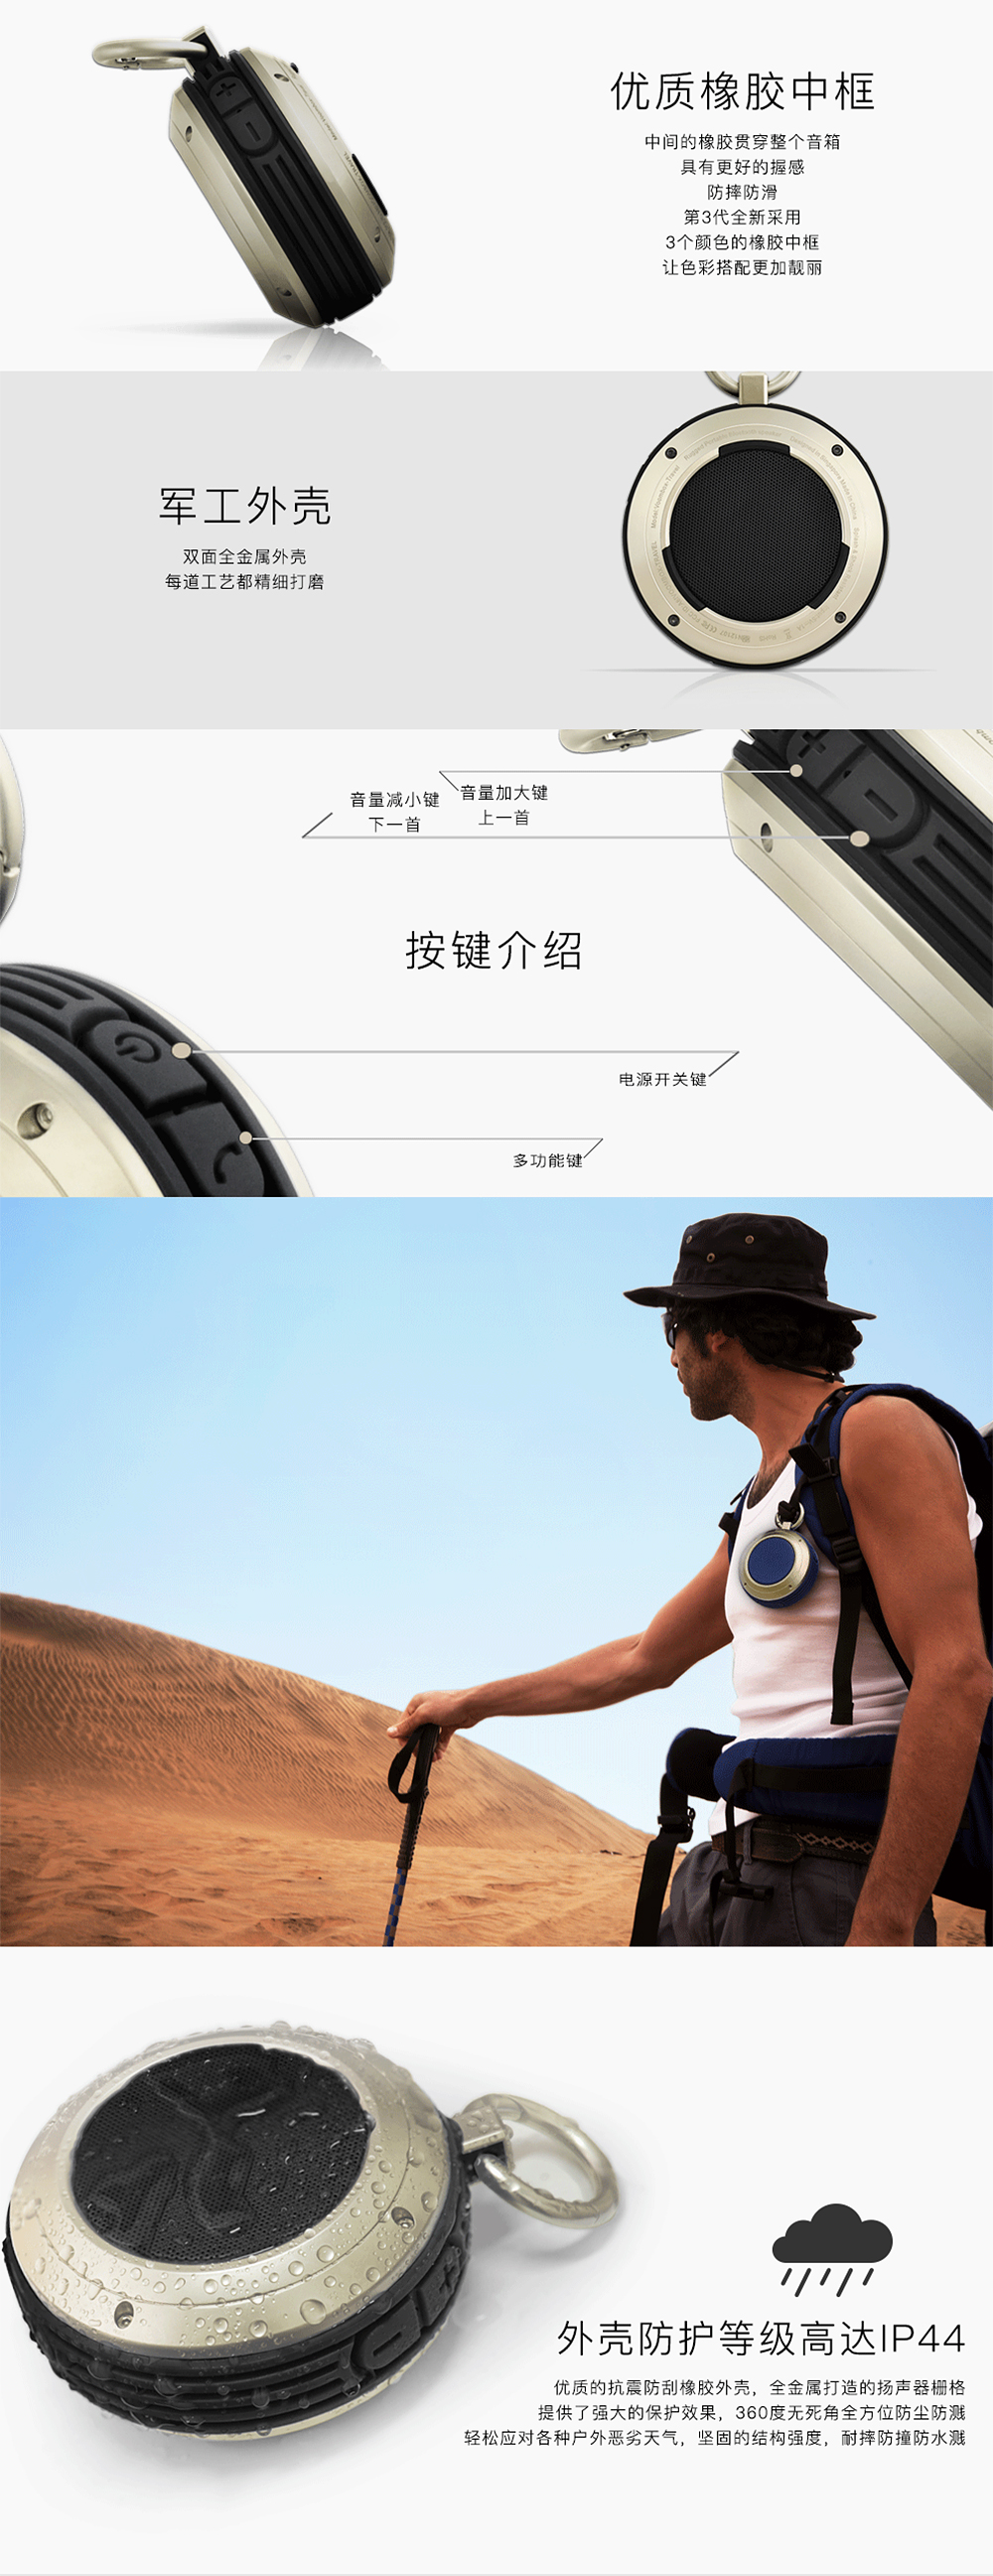 优质橡胶中框
中间的橡胶贯穿整个音箱
具有更好的握感
防摔防滑
第3代全新采用
3个颜色的橡胶中框
让色彩搭配更加靓丽
军工外壳
双面全金属外壳
每道工艺都精细打磨
音量减小键
下一首
音量加大键
上一首
按键介绍
电源开关键
多功能键
外壳防护等级高达IP44
优质的抗震防刮橡胶外壳，全金属打造的扬声器栅格
提供了强大的保护效果，360度无死角全方位防尘防溅
轻松应对各种户外恶劣天气，坚固的结构强度，耐摔防撞防水溅